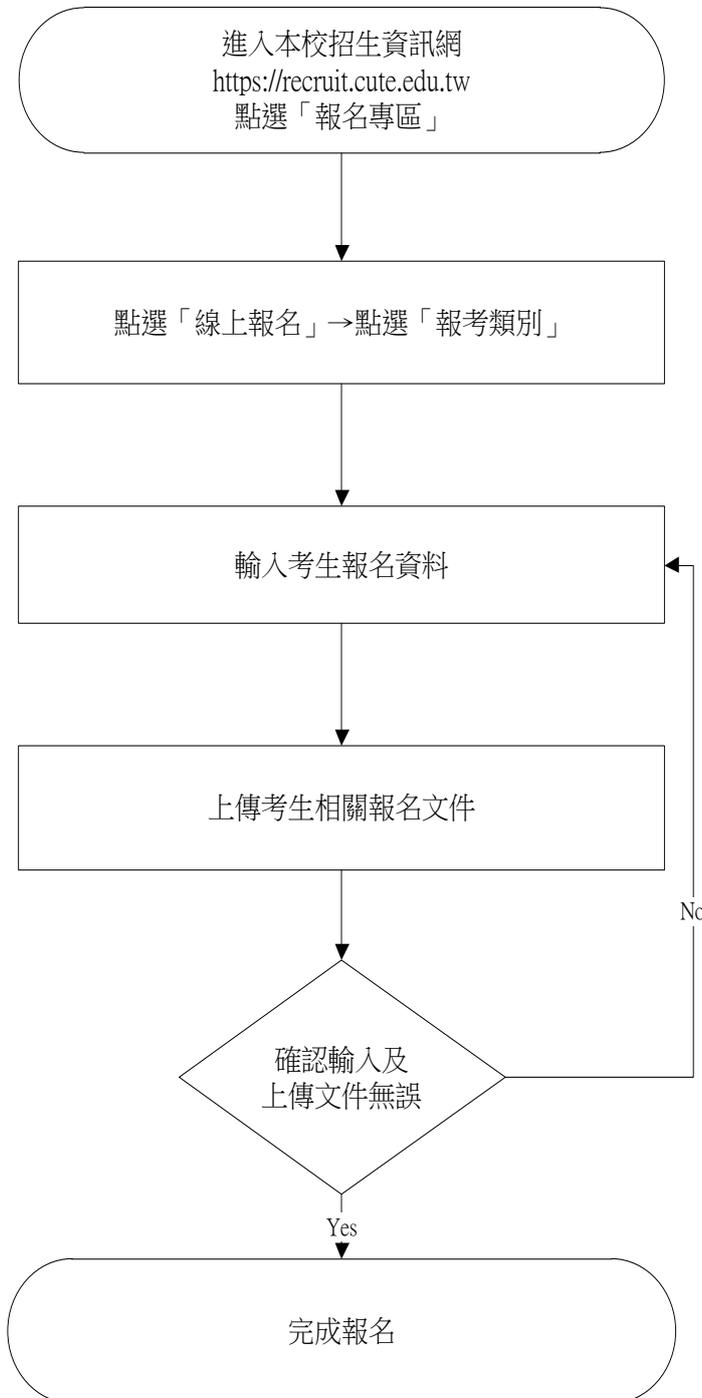 進入本校招生資訊網
https://recruit.cute.edu.tw
點選「報名專區」
點選「線上報名」→點選「報考類別」
輸入考生報名資料
上傳考生相關報名文件
No
確認輸入及
上傳文件無誤
Yes
完成報名